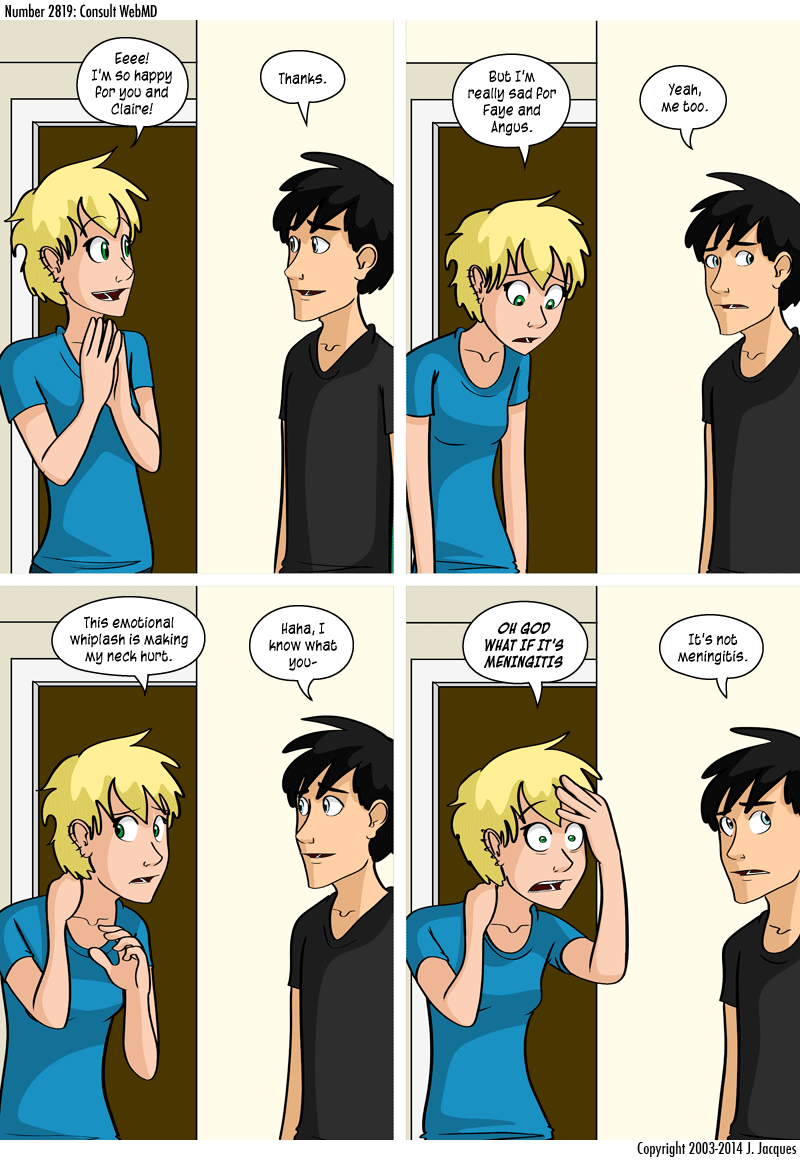 Number 2819: Consult WebMD
Eeee!
I'm so happy
for you and
Claire!
Thanks.
But I'm
really sad for
Faye and
Angus.
Yeah,
me too.
This emotional
whiplash is making
my neck hurt.
Haha, I
know what
you-
OH GOD
WHAT IF IT'S
MENINGITIS
It's not
meningitis.
Copyright 2003-2014 J. Jacques